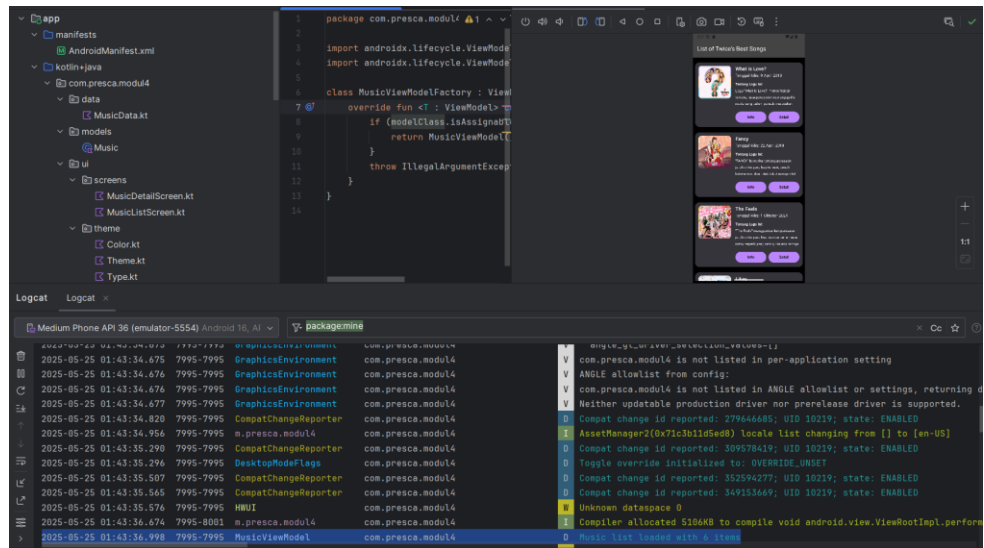 app
manifests
AndroidManifest.xml
kotlin+java
com.presca.modul4
data
MusicData.kt
models
Music
ui
screens
MusicDetailScreen.kt
MusicListScreen.kt
theme
Color.kt
Theme.kt
Type.kt
1 package com.presca.modul4
1
2
3 import androidx.lifecycle.ViewMode
4 import androidx.lifecycle.ViewMode
5
6 class MusicViewModelFactory : View
7 override fun <T : ViewModel>
8 if (modelClass.isAssignabl
9 return MusicViewModel(
10 }
11 throw IllegalArgumentExcep
12 }
13 }
14
List of Twice's Best Songs
What is Love?
Fancy
The Feels
1:1
Logcat Logcat ×
Medium Phone API 36 (emulator-5554) Android 16, AI
package:mine
Cc
2025-05-25 01:43:34.675 7995-7995 GraphicsEnvironment com.presca.modul4 V com.presca.modul4 is not listed in per-application setting
2025-05-25 01:43:34.676 7995-7995 GraphicsEnvironment com.presca.modul4 V ANGLE allowlist from config:
2025-05-25 01:43:34.676 7995-7995 GraphicsEnvironment com.presca.modul4 V com.presca.modul4 is not listed in ANGLE allowlist or settings, returning d
2025-05-25 01:43:34.677 7995-7995 GraphicsEnvironment com.presca.modul4 V Neither updatable production driver nor prerelease driver is supported.
2025-05-25 01:43:34.820 7995-7995 CompatChangeReporter com.presca.modul4 D Compat change id reported: 279646685; UID 10219; state: ENABLED
2025-05-25 01:43:34.956 7995-7995 m.presca.modul4 com.presca.modul4 I AssetManager2(0x71c3b11d5ed8) locale list changing from [] to [en-US]
2025-05-25 01:43:35.290 7995-7995 CompatChangeReporter com.presca.modul4 D Compat change id reported: 309578419; UID 10219; state: ENABLED
2025-05-25 01:43:35.296 7995-7995 DesktopModeFlags com.presca.modul4 D Toggle override initialized to: OVERRIDE_UNSET
2025-05-25 01:43:35.507 7995-7995 CompatChangeReporter com.presca.modul4 D Compat change id reported: 352594277; UID 10219; state: ENABLED
2025-05-25 01:43:35.565 7995-7995 CompatChangeReporter com.presca.modul4 D Compat change id reported: 349153669; UID 10219; state: ENABLED
2025-05-25 01:43:35.576 7995-7995 HWUI com.presca.modul4 W Unknown dataspace 0
2025-05-25 01:43:36.674 7995-8001 m.presca.modul4 com.presca.modul4 I Compiler allocated 5106KB to compile void android.view.ViewRootImpl.perform
2025-05-25 01:43:36.998 7995-7995 MusicViewModel com.presca.modul4 D Music list loaded with 6 items